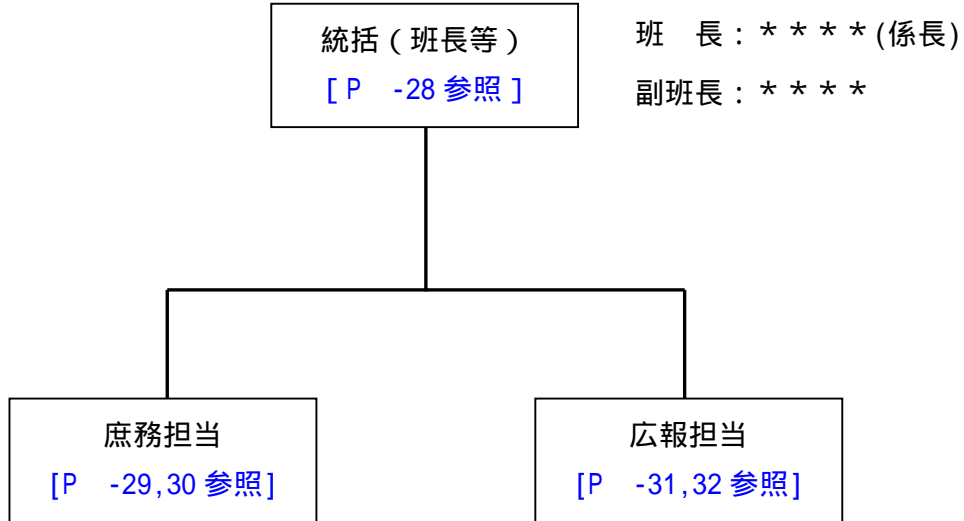 統括（班長等）
[P　-28 参照]
班　長：＊＊＊＊(係長)
副班長：＊＊＊＊
庶務担当
[P　-29,30 参照]
広報担当
[P　-31,32 参照]